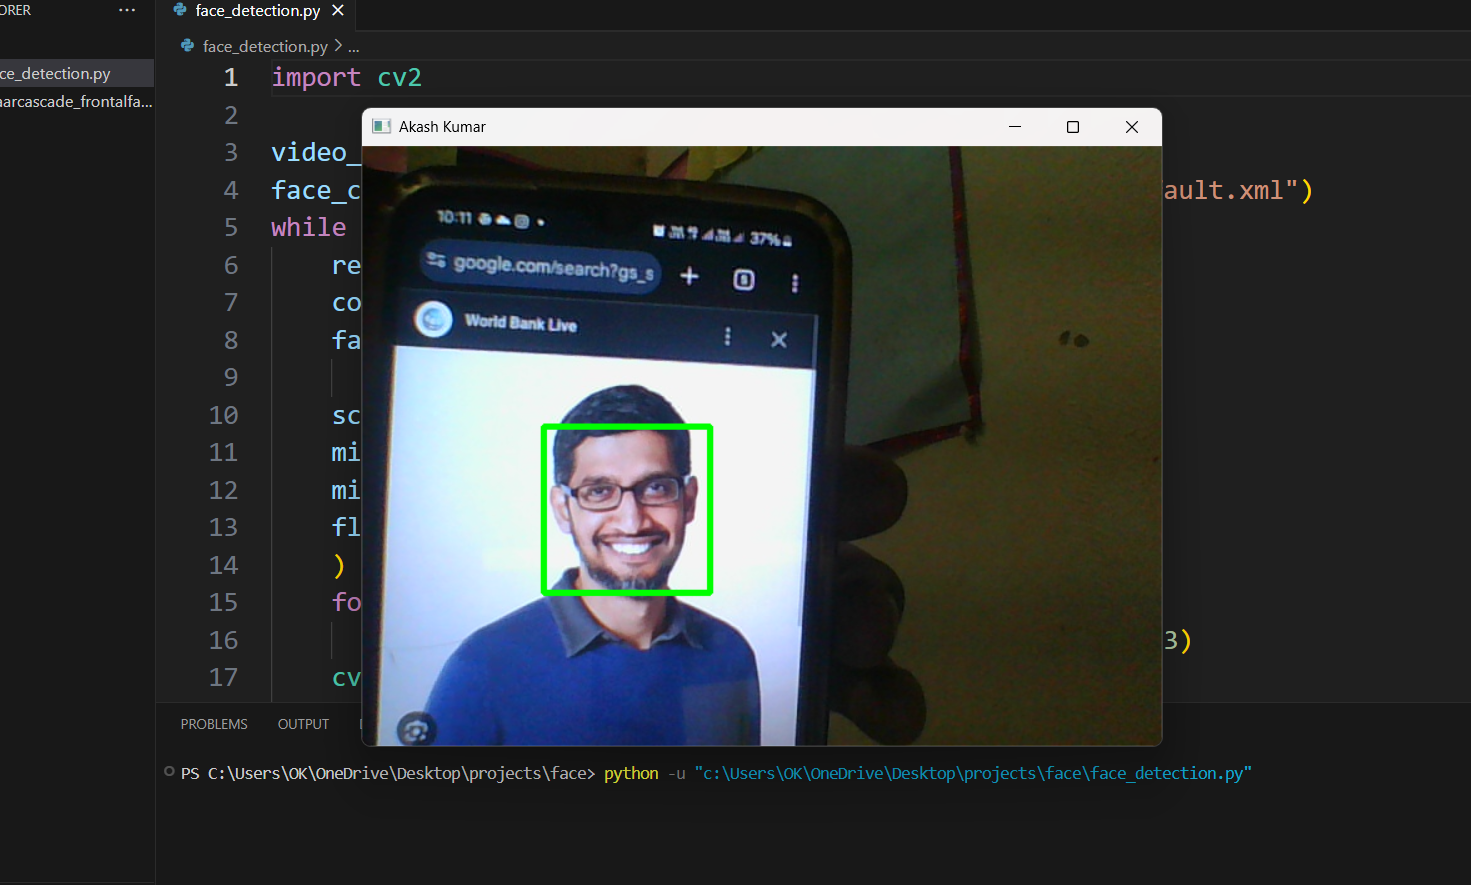 ORER
...
face_detection.py
face_detection.py > ...
ce_detection.py
aarcascade_frontalfa...
1 import cv2
2
3 video_
4 face_c ault.xml")
5 while
6 re
7 co
8 fa
9
10 sc
11 mi
12 mi
13 fl
14 )
15 fo
16 3)
17 cv
Akash Kumar
10:11 37%
google.com/search?gs_s
World Bank Live
PROBLEMS OUTPUT
PS C:\Users\OK\OneDrive\Desktop\projects\face> python -u "c:\Users\OK\OneDrive\Desktop\projects\face\face_detection.py"